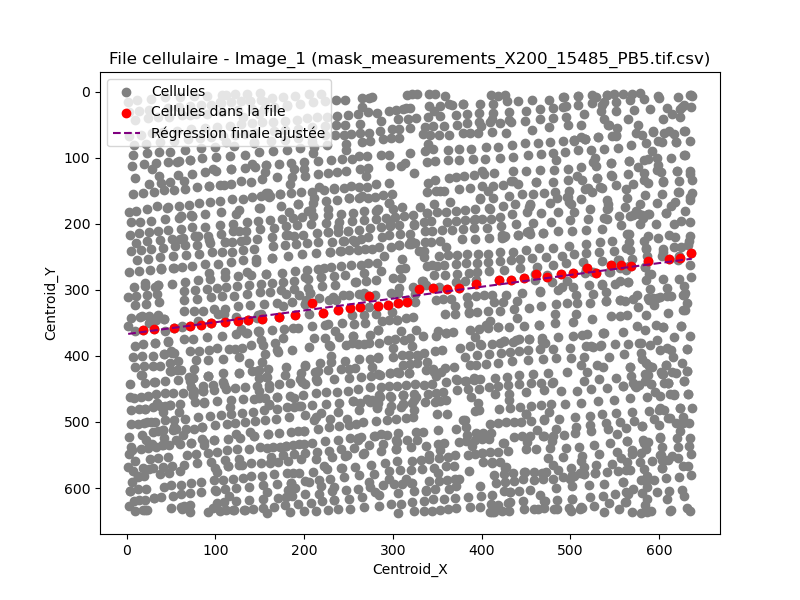 File cellulaire - Image_1 (mask_measurements_X200_15485_PB5.tif.csv)
Cellules
Cellules dans la file
Régression finale ajustée
Centroid_Y
0
100
200
300
400
500
600
0 100 200 300 400 500 600
Centroid_X